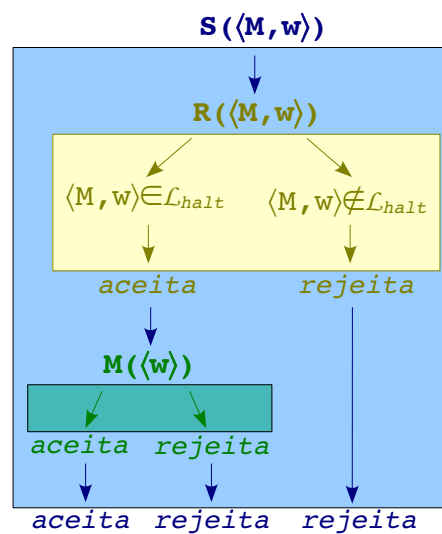 S(⟨M,w⟩)
R(⟨M,w⟩)
⟨M,w⟩∈ℒhalt ⟨M,w⟩∉ℒhalt
aceita rejeita
M(⟨w⟩)
aceita rejeita
aceita rejeita rejeita